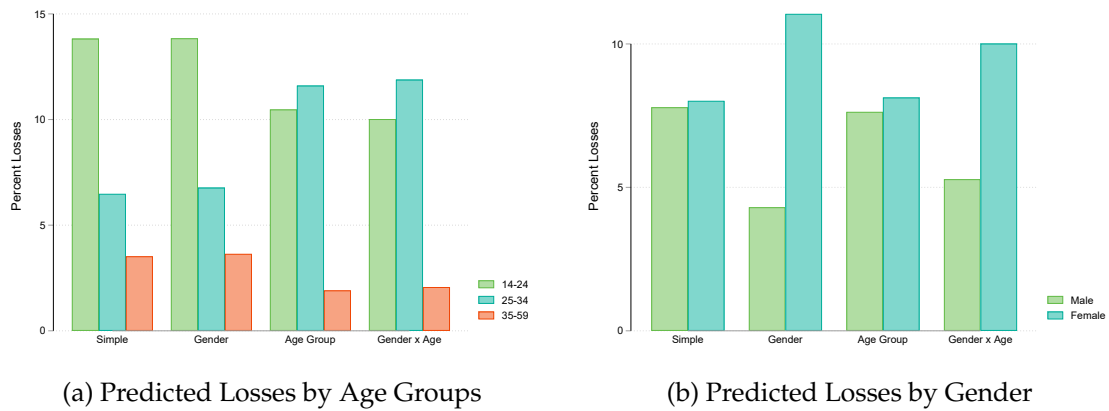 15
10
5
0
Percent Losses
Simple
Gender
Age Group
Gender x Age
14-24
25-34
35-59
(a) Predicted Losses by Age Groups
10
5
0
Percent Losses
Simple
Gender
Age Group
Gender x Age
Male
Female
(b) Predicted Losses by Gender